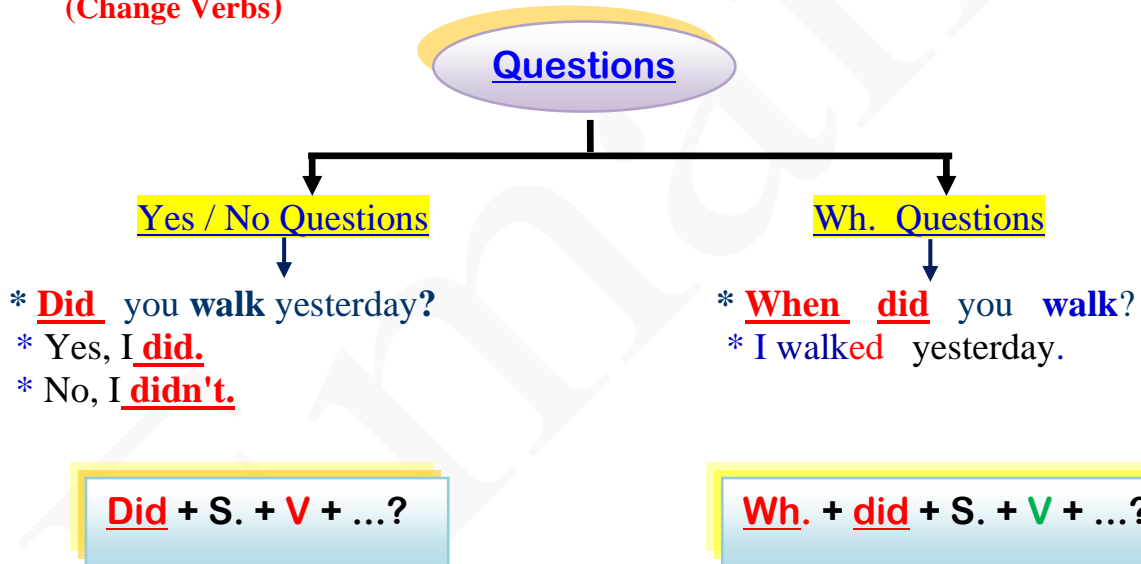 (Change Verbs)
Questions
Yes / No Questions
Wh. Questions
* Did you walk yesterday?
* Yes, I did.
* No, I didn't.
* When did you walk?
* I walked yesterday.
Did + S. + V + ...?
Wh. + did + S. + V + ...?